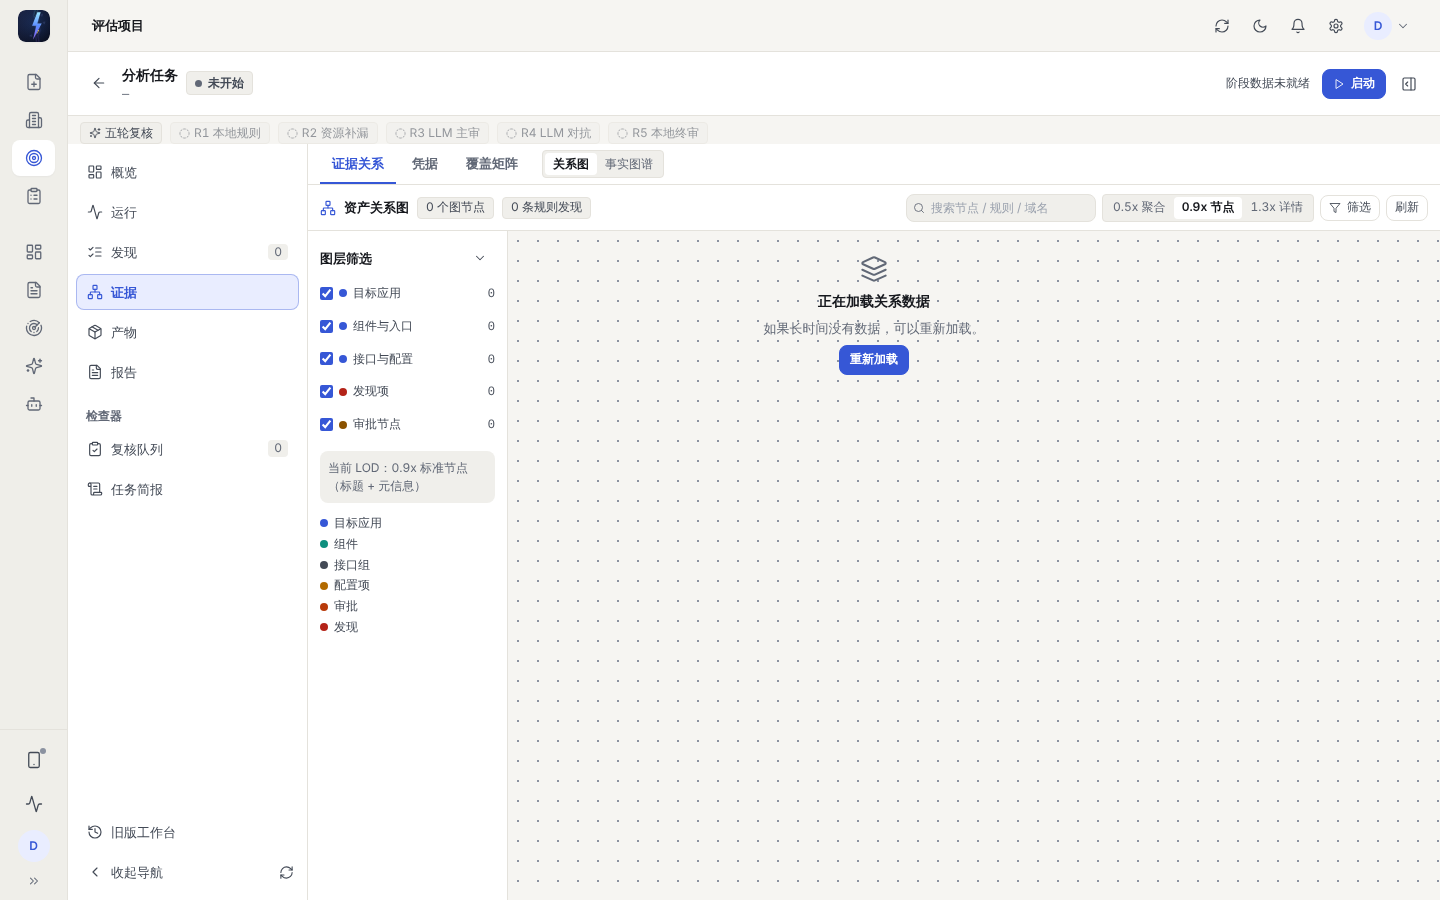 评估项目
D
分析任务
—
未开始
阶段数据未就绪
启动
五轮复核
R1 本地规则
R2 资源补漏
R3 LLM 主审
R4 LLM 对抗
R5 本地终审
概览
运行
发现
0
证据
产物
报告
检查器
复核队列
0
任务简报
旧版工作台
收起导航
D
证据关系
凭据
覆盖矩阵
关系图
事实图谱
资产关系图
0 个图节点
0 条规则发现
搜索节点 / 规则 / 域名
0.5x 聚合
0.9x 节点
1.3x 详情
筛选
刷新
图层筛选
目标应用
0
组件与入口
0
接口与配置
0
发现项
0
审批节点
0
当前 LOD：0.9x 标准节点
（标题 + 元信息）
目标应用
组件
接口组
配置项
审批
发现
正在加载关系数据
如果长时间没有数据，可以重新加载。
重新加载